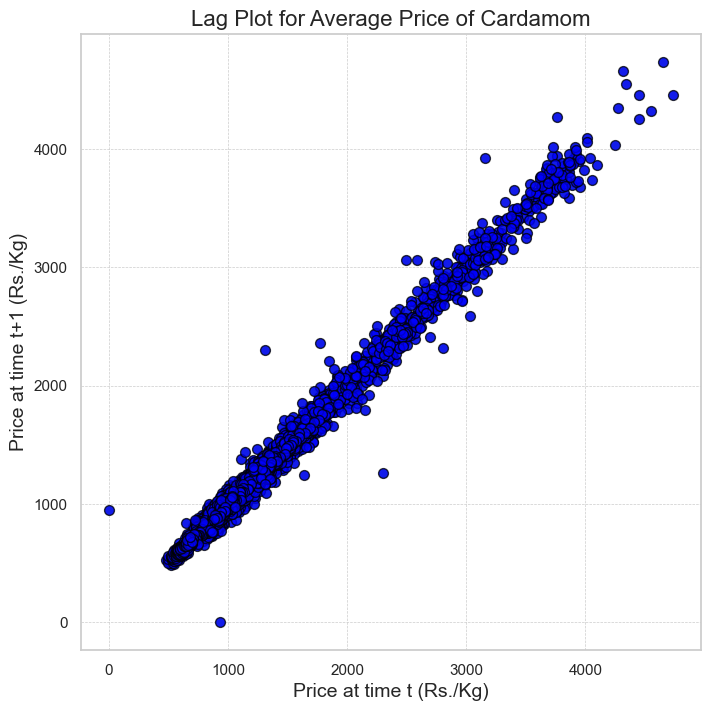 Lag Plot for Average Price of Cardamom
Price at time t+1 (Rs./Kg)
4000
3000
2000
1000
0
0 1000 2000 3000 4000
Price at time t (Rs./Kg)